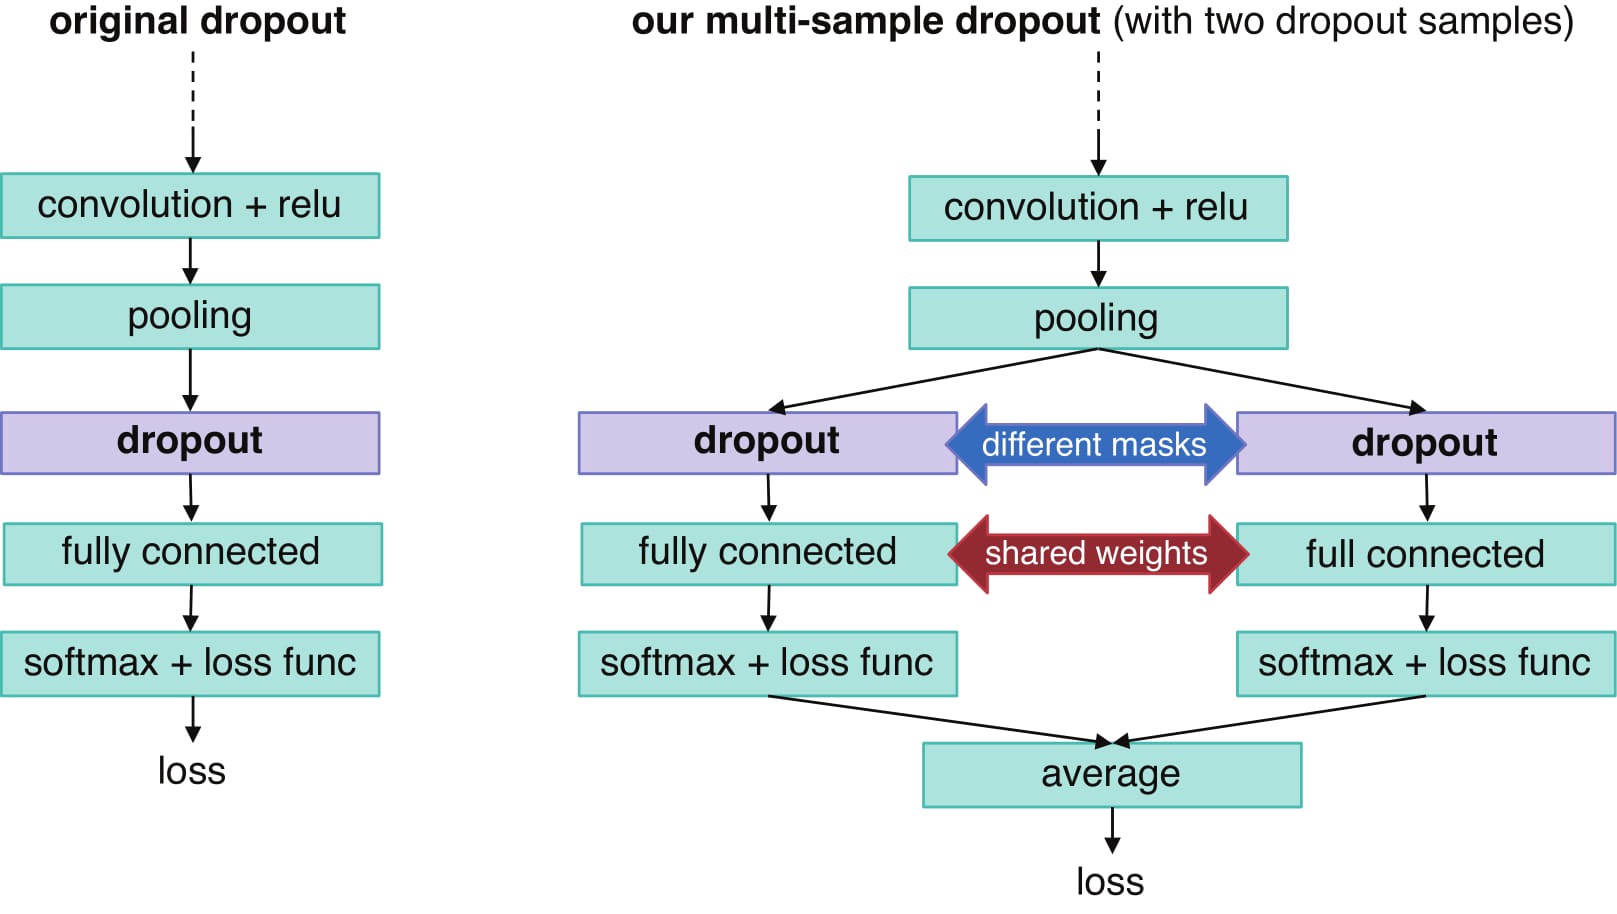 original dropout
convolution + relu
pooling
dropout
fully connected
softmax + loss func
loss
our multi-sample dropout (with two dropout samples)
convolution + relu
pooling
dropout
different masks
dropout
fully connected
shared weights
full connected
softmax + loss func
softmax + loss func
average
loss